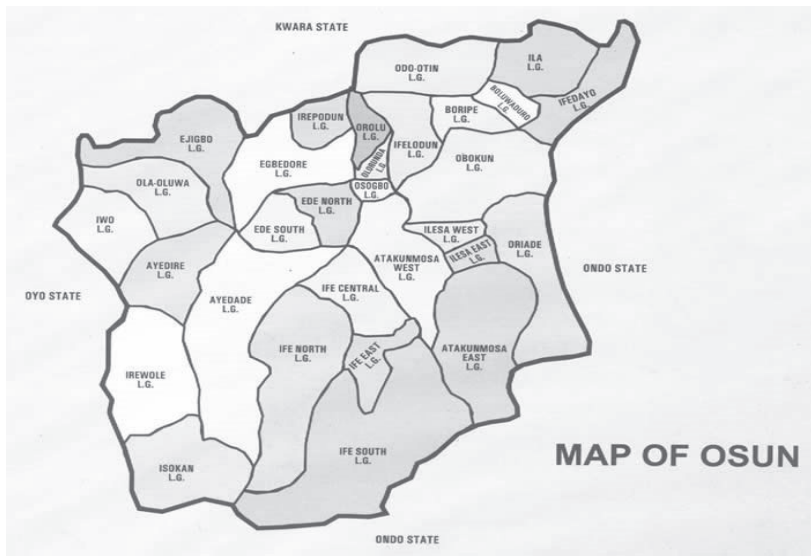 KWARA STATE
ODO-OTIN
L.G.
ILA
L.G.
BOLUWADURO
L.G.
IFEDAYO
L.G.
BORIPE
L.G.
IREPODUN
L.G.
OROLU
L.G.
IFELODUN
L.G.
OLORUNDA
L.G.
EJIGBO
L.G.
EGBEDORE
L.G.
OBOKUN
L.G.
OLA-OLUWA
L.G.
OSOGBO
L.G.
EDE NORTH
L.G.
IWO
L.G.
EDE SOUTH
L.G.
ILESA WEST
L.G.
ORIADE
L.G.
ILESA EAST
L.G.
AYEDIRE
L.G.
ATAKUNMOSA
WEST
L.G.
ONDO STATE
OYO STATE
AYEDADE
L.G.
IFE CENTRAL
L.G.
IFE NORTH
L.G.
IFE EAST
L.G.
ATAKUNMOSA
EAST
L.G.
IREWOLE
L.G.
IFE SOUTH
L.G.
MAP OF OSUN
ISOKAN
L.G.
ONDO STATE